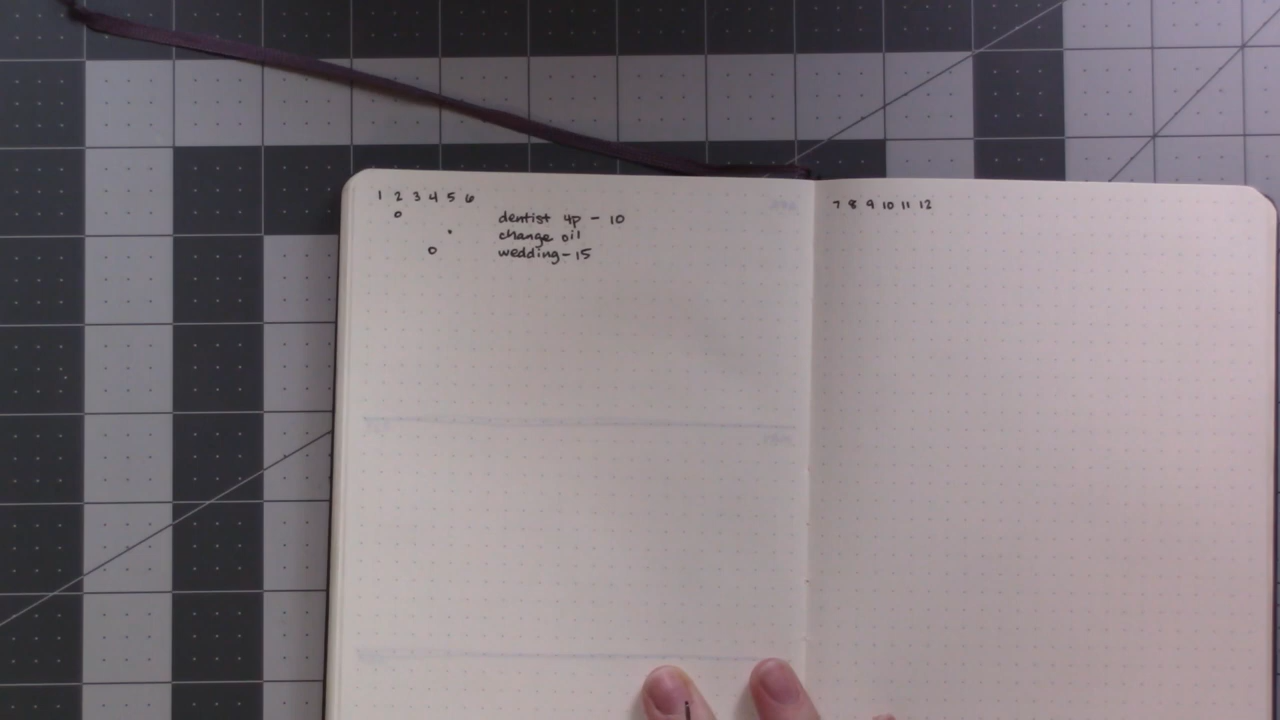 1 2 3 4 5 6
o dentist 4p - 10
· change oil
o wedding - 15
7 8 9 10 11 12